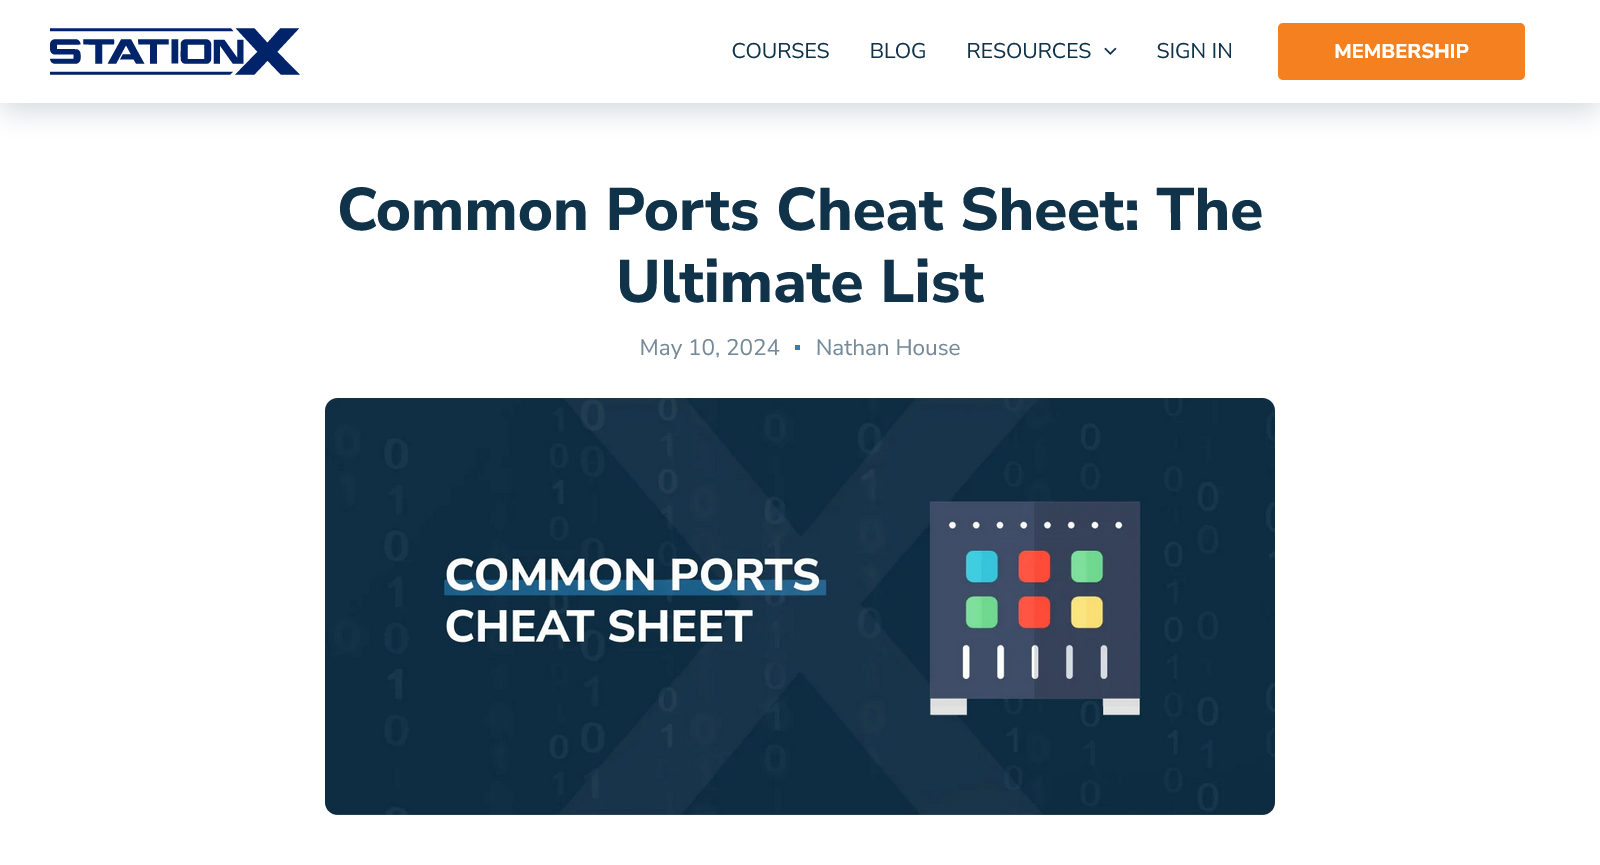 STATIONX
COURSES
BLOG
RESOURCES
SIGN IN
MEMBERSHIP
Common Ports Cheat Sheet: The
Ultimate List
May 10, 2024 ▪ Nathan House
COMMON PORTS
CHEAT SHEET